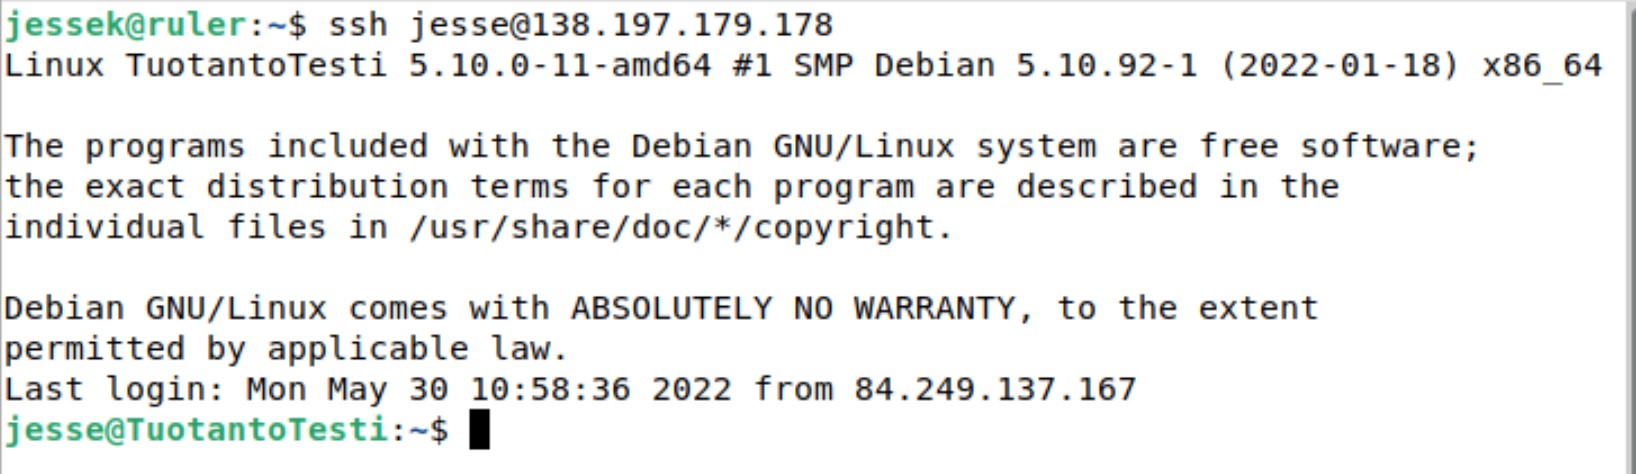 jessek@ruler:~$ ssh jesse@138.197.179.178
Linux TuotantoTesti 5.10.0-11-amd64 #1 SMP Debian 5.10.92-1 (2022-01-18) x86_64
The programs included with the Debian GNU/Linux system are free software;
the exact distribution terms for each program are described in the
individual files in /usr/share/doc/*/copyright.
Debian GNU/Linux comes with ABSOLUTELY NO WARRANTY, to the extent
permitted by applicable law.
Last login: Mon May 30 10:58:36 2022 from 84.249.137.167
jesse@TuotantoTesti:~$